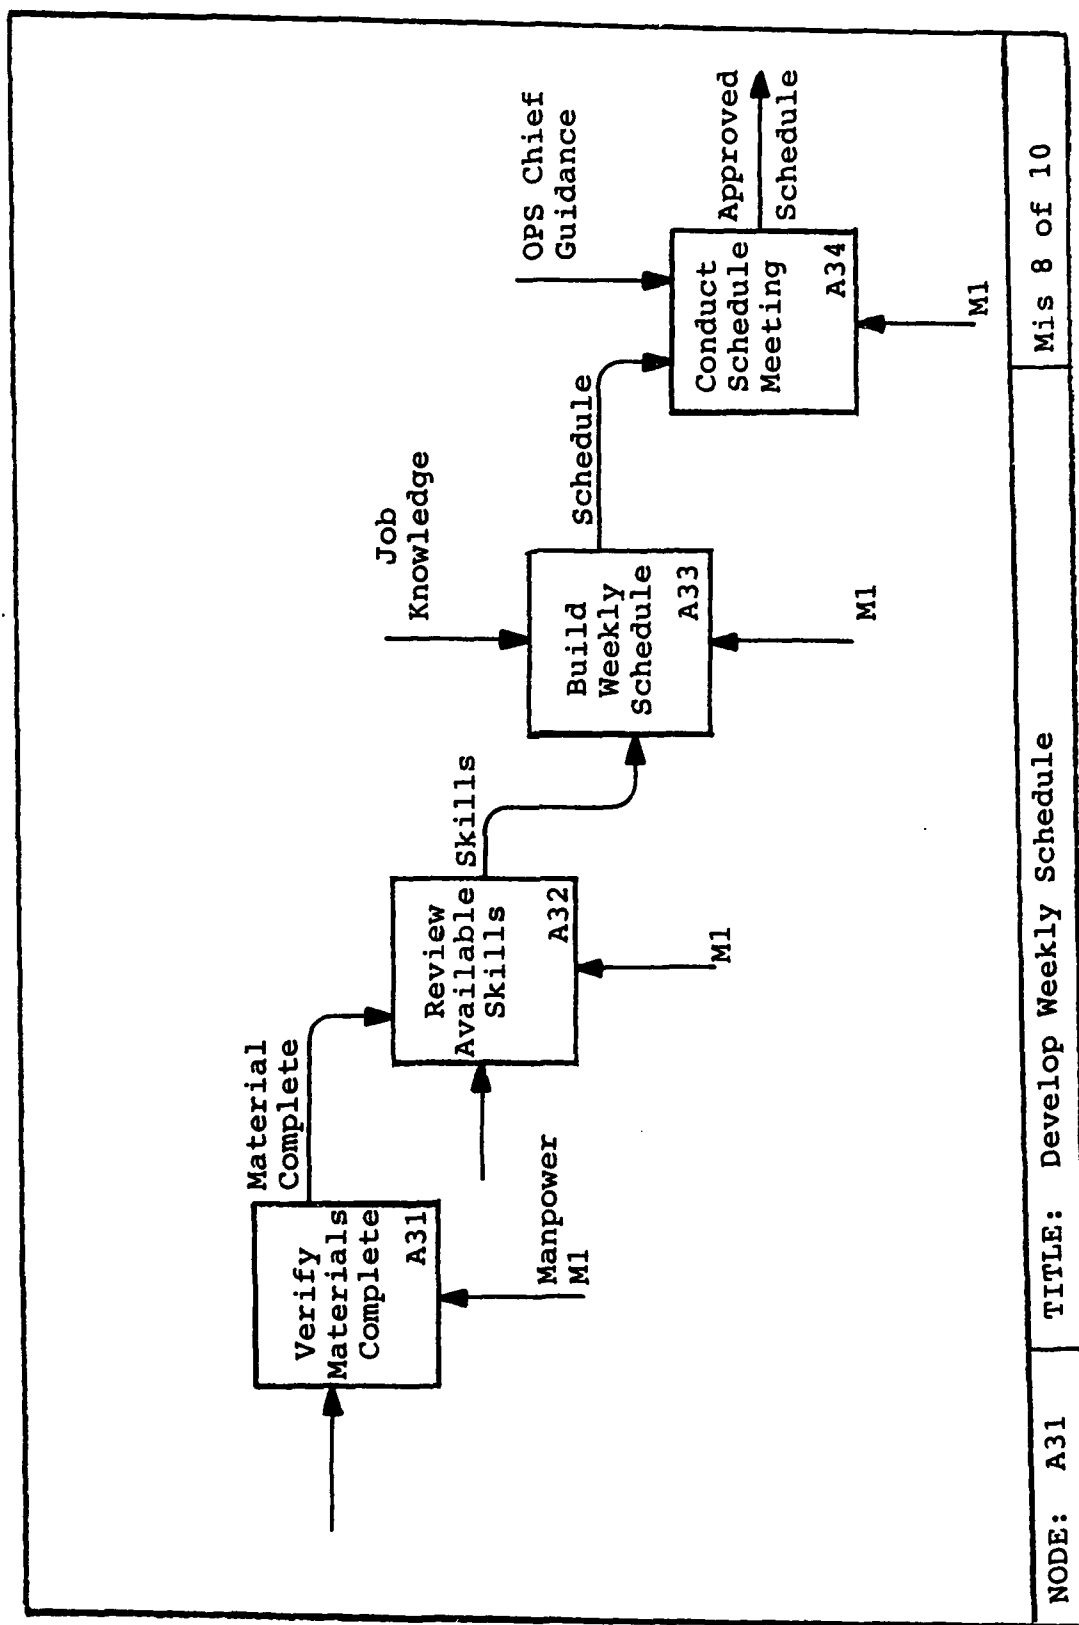 Verify
Materials
Complete
A31
Material
Complete
Manpower
M1
Review
Available
Skills
A32
Skills
M1
Job
Knowledge
Build
Weekly
Schedule
A33
Schedule
M1
OPS Chief
Guidance
Conduct
Schedule
Meeting
A34
Approved
Schedule
M1
NODE: A31
TITLE: Develop Weekly Schedule
Mis 8 of 10